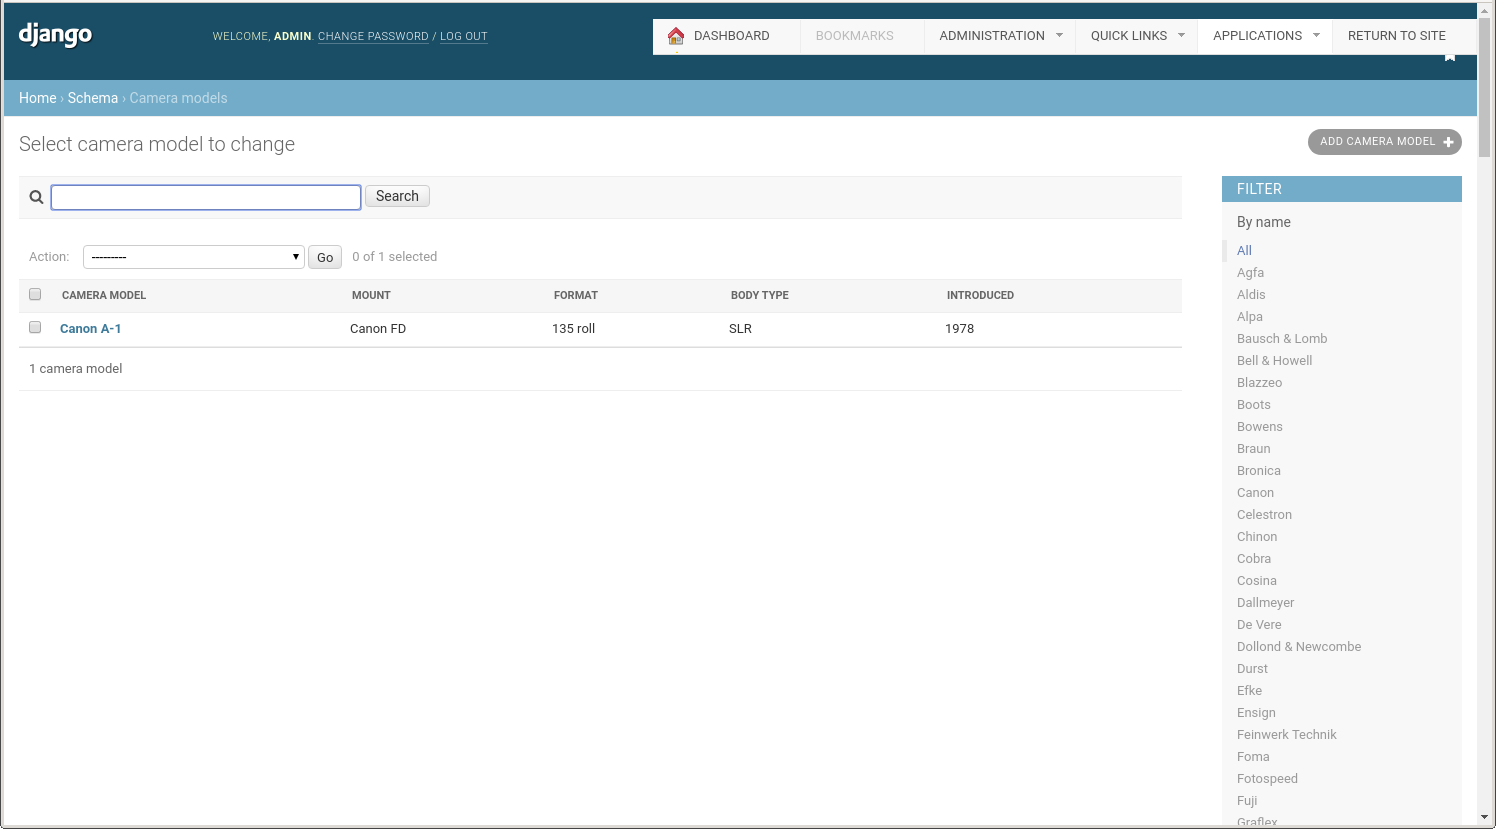 django
WELCOME, ADMIN. CHANGE PASSWORD / LOG OUT
DASHBOARD BOOKMARKS ADMINISTRATION QUICK LINKS APPLICATIONS RETURN TO SITE
Home › Schema › Camera models
Select camera model to change
ADD CAMERA MODEL
Search
Action: --------- Go 0 of 1 selected
CAMERA MODEL MOUNT FORMAT BODY TYPE INTRODUCED
Canon A-1 Canon FD 135 roll SLR 1978
1 camera model
FILTER
By name
All
Agfa
Aldis
Alpa
Bausch & Lomb
Bell & Howell
Blazzeo
Boots
Bowens
Braun
Bronica
Canon
Celestron
Chinon
Cobra
Cosina
Dallmeyer
De Vere
Dollond & Newcombe
Durst
Efke
Ensign
Feinwerk Technik
Foma
Fotospeed
Fuji
Graflex